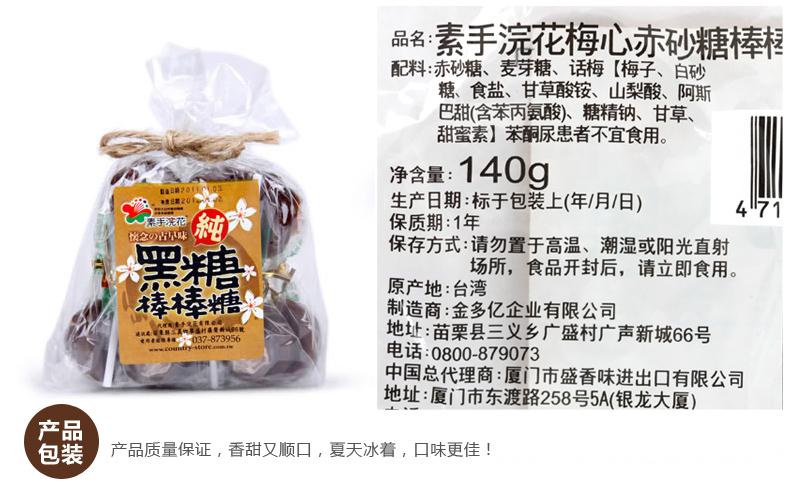 素手浣花
懷念の古早味
純
黑糖
棒棒糖
037-873956
www.country-store.com.tw
品名:素手浣花梅心赤砂糖棒棒
配料:赤砂糖、麦芽糖、话梅【梅子、白砂
糖、食盐、甘草酸铵、山梨酸、阿斯
巴甜(含苯丙氨酸)、糖精钠、甘草、
甜蜜素】苯酮尿患者不宜食用。
净含量:140g
生产日期:标于包装上(年/月/日)
保质期:1年
保存方式:请勿置于高温、潮湿或阳光直射
场所，食品开封后，请立即食用。
原产地:台湾
制造商:金多亿企业有限公司
地址:苗栗县三义乡广盛村广声新城66号
电话:0800-879073
中国总代理商:厦门市盛香味进出口有限公司
地址:厦门市东渡路258号5A(银龙大厦)
4 71
产品
包装
产品质量保证，香甜又顺口，夏天冰着，口味更佳！